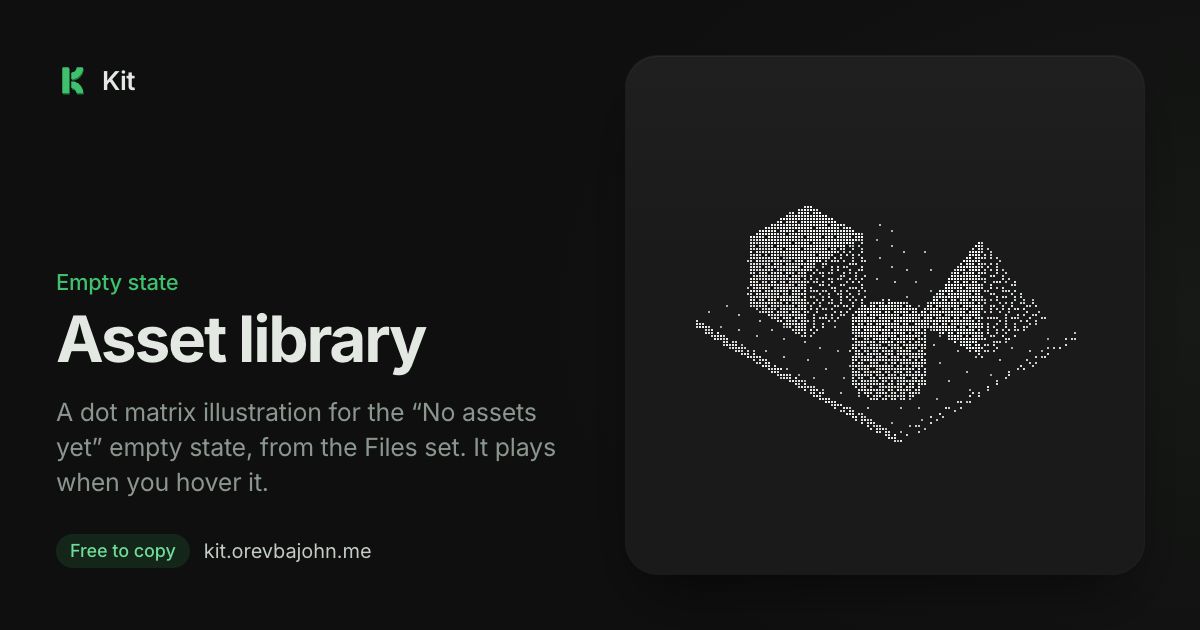 Kit
Empty state
Asset library
A dot matrix illustration for the “No assets
yet” empty state, from the Files set. It plays
when you hover it.
Free to copy
kit.orevbajohn.me